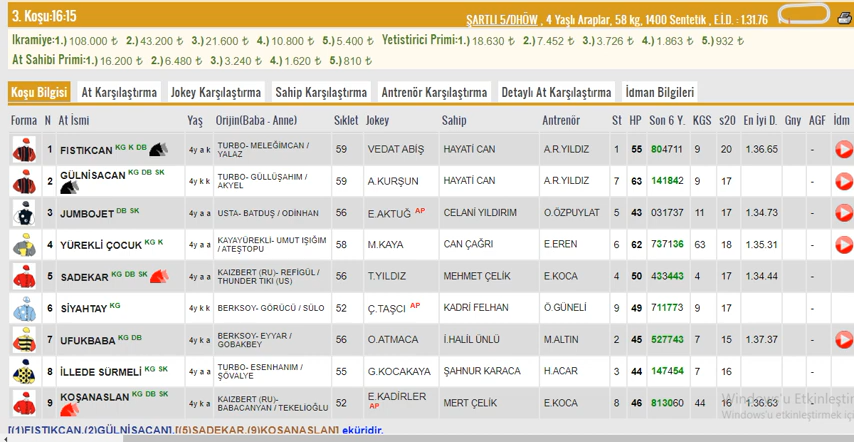 3. Koşu:16:15
ŞARTLI 5/DHÖW , 4 Yaşlı Araplar, 58 kg, 1400 Sentetik , E.İ.D. : 1.31.76
Ikramiye:1.) 108.000 ₺ 2.) 43.200 ₺ 3.) 21.600 ₺ 4.) 10.800 ₺ 5.) 5.400 ₺ Yetistirici Primi:1.) 18.630 ₺ 2.) 7.452 ₺ 3.) 3.726 ₺ 4.) 1.863 ₺ 5.) 932 ₺
At Sahibi Primi:1.) 16.200 ₺ 2.) 6.480 ₺ 3.) 3.240 ₺ 4.) 1.620 ₺ 5.) 810 ₺
Koşu Bilgisi At Karşılaştırma Jokey Karşılaştırma Sahip Karşılaştırma Antrenör Karşılaştırma Detaylı At Karşılaştırma İdman Bilgileri
Forma N At İsmi Yaş Orijin(Baba - Anne) Sıklet Jokey Sahip Antrenör St HP Son 6 Y. KGS s20 En İyi D. Gny AGF İdm
1 FISTIKCAN KG K DB 4y a k TURBO- MELEĞİMCAN / YALAZ 59 VEDAT ABİŞ HAYATİ CAN A.R.YILDIZ 1 55 804711 9 20 1.36.65 -
2 GÜLNİSACAN KG DB SK 4y k k TURBO- GÜLLÜŞAHIM / AKYEL 59 A.KURŞUN HAYATİ CAN A.R.YILDIZ 7 63 141842 9 17 -
3 JUMBOJET DB SK 4y a a USTA- BATDUŞ / ODİNHAN 56 E.AKTUĞ AP CELANİ YILDIRIM O.ÖZPUYLAT 5 43 031737 11 17 1.34.73 -
4 YÜREKLİ ÇOCUK KG K 4y a a KAYAYÜREKLİ- UMUT IŞIĞIM / ATEŞTOPU 58 M.KAYA CAN ÇAĞRI E.EREN 6 62 737136 63 18 1.35.31 -
5 SADEKAR KG DB SK 4y a a KAIZBERT (RU)- REFİGÜL / THUNDER TIKI (US) 56 T.YILDIZ MEHMET ÇELİK E.KOCA 4 50 433443 4 17 1.34.44 -
6 SİYAHTAY KG 4y k k BERKSOY- GÖRÜCÜ / SÜLO 52 Ç.TAŞCI AP KADRİ FELHAN Ö.GÜNELİ 9 49 711773 9 17 -
7 UFUKBABA KG DB 4y k a BERKSOY- EYYAR / GOBAKBEY 56 O.ATMACA İ.HALİL ÜNLÜ M.ALTIN 2 45 527743 7 15 1.37.37 -
8 İLLEDE SÜRMELİ KG SK 4y a a TURBO- ESENHANIM / ŞÖVALYE 55 G.KOCAKAYA ŞAHNUR KARACA H.ACAR 3 44 147454 7 16 -
9 KOŞANASLAN KG DB SK 4y k a KAIZBERT (RU)- BABACANYAN / TEKELİOĞLU 52 E.KADİRLER AP MERT ÇELİK E.KOCA 8 46 813060 44 16 1.36.63 -
Windows'u Etkinleştir
Windows'u etkinleştirmek iç
[(1)FISTIKCAN,(2)GÜLNİSACAN],[(5)SADEKAR,(9)KOŞANASLAN] eküridir.